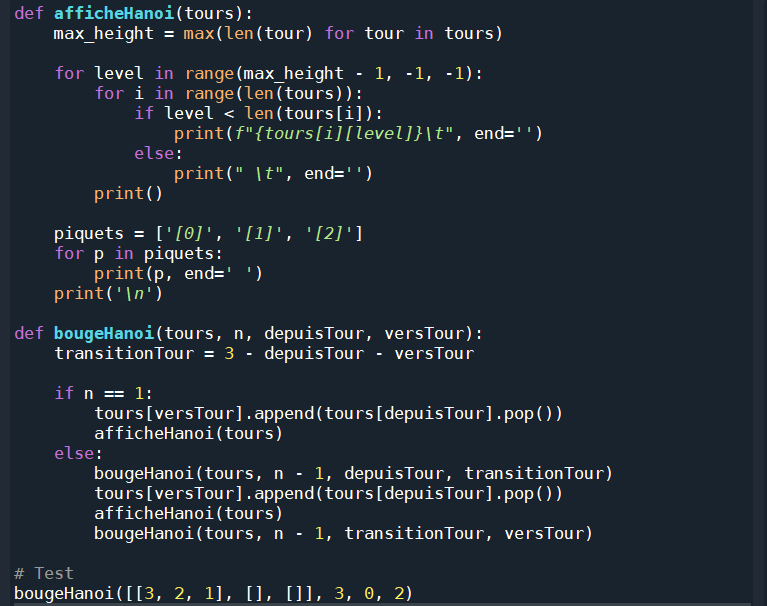 def afficheHanoi(tours):
    max_height = max(len(tour) for tour in tours)

    for level in range(max_height - 1, -1, -1):
        for i in range(len(tours)):
            if level < len(tours[i]):
                print(f"{tours[i][level]}\t", end='')
            else:
                print(" \t", end='')
        print()

    piquets = ['[0]', '[1]', '[2]']
    for p in piquets:
        print(p, end=' ')
    print('\n')

def bougeHanoi(tours, n, depuisTour, versTour):
    transitionTour = 3 - depuisTour - versTour

    if n == 1:
        tours[versTour].append(tours[depuisTour].pop())
        afficheHanoi(tours)
    else:
        bougeHanoi(tours, n - 1, depuisTour, transitionTour)
        tours[versTour].append(tours[depuisTour].pop())
        afficheHanoi(tours)
        bougeHanoi(tours, n - 1, transitionTour, versTour)

# Test
bougeHanoi([[3, 2, 1], [], []], 3, 0, 2)